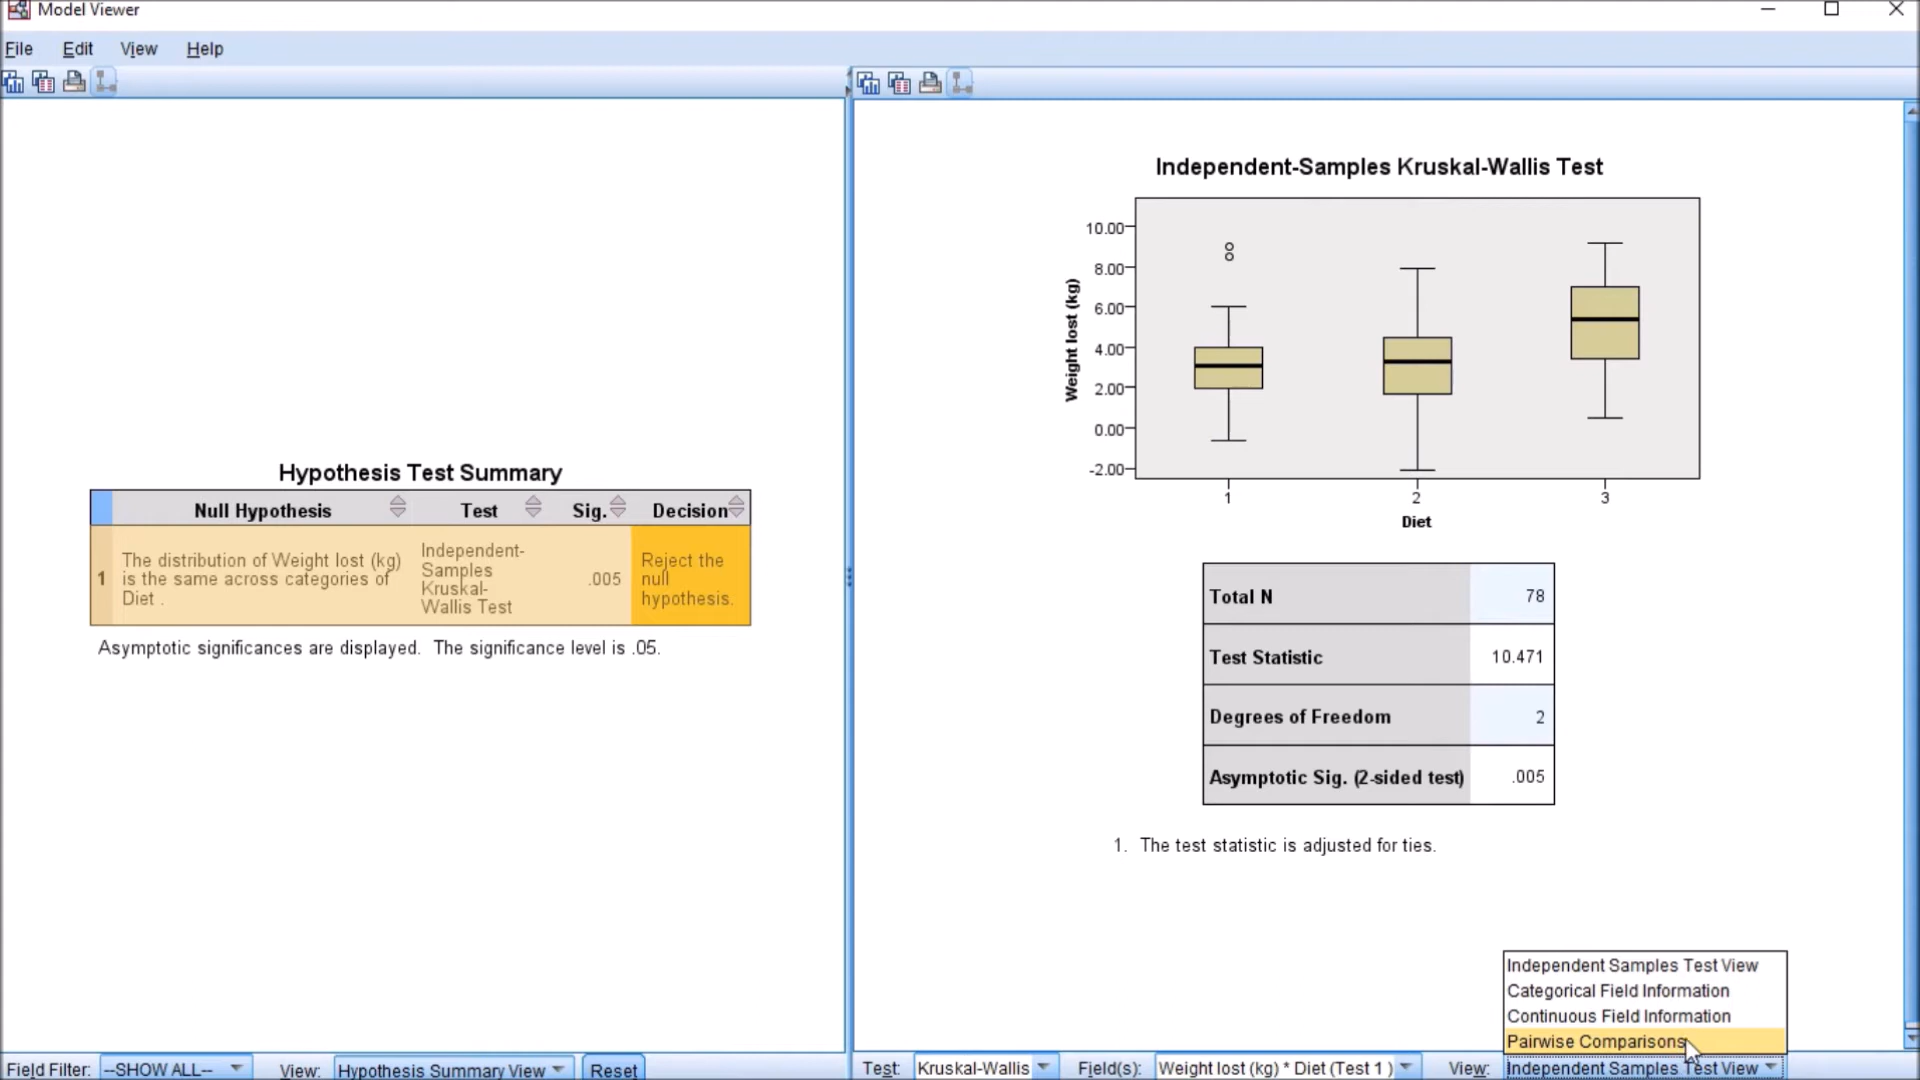 Model Viewer
File Edit View Help
Hypothesis Test Summary
Null Hypothesis Test Sig. Decision
1
The distribution of Weight lost (kg)
is the same across categories of
Diet .
Independent-
Samples
Kruskal-
Wallis Test
.005
Reject the
null
hypothesis.
Asymptotic significances are displayed. The significance level is .05.
Field Filter: --SHOW ALL-- View: Hypothesis Summary View Reset
Independent-Samples Kruskal-Wallis Test
Weight lost (kg)
10.00
8.00
6.00
4.00
2.00
0.00
-2.00
1 2 3
Diet
Total N 78
Test Statistic 10.471
Degrees of Freedom 2
Asymptotic Sig. (2-sided test) .005
1. The test statistic is adjusted for ties.
Independent Samples Test View
Categorical Field Information
Continuous Field Information
Pairwise Comparisons
Test: Kruskal-Wallis Field(s): Weight lost (kg) * Diet (Test 1 ) View: Independent Samples Test View